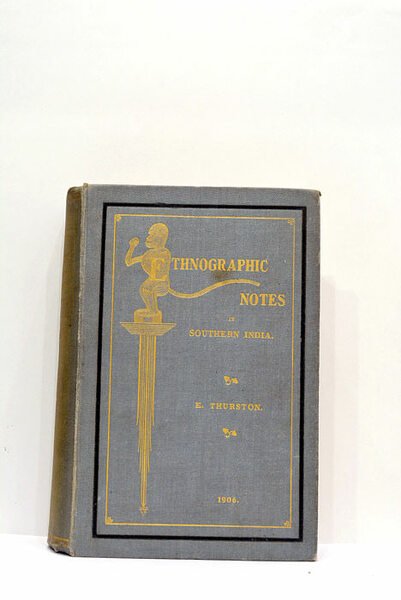 ETHNOGRAPHIC
NOTES
IN
SOUTHERN INDIA.
E. THURSTON.
1906.